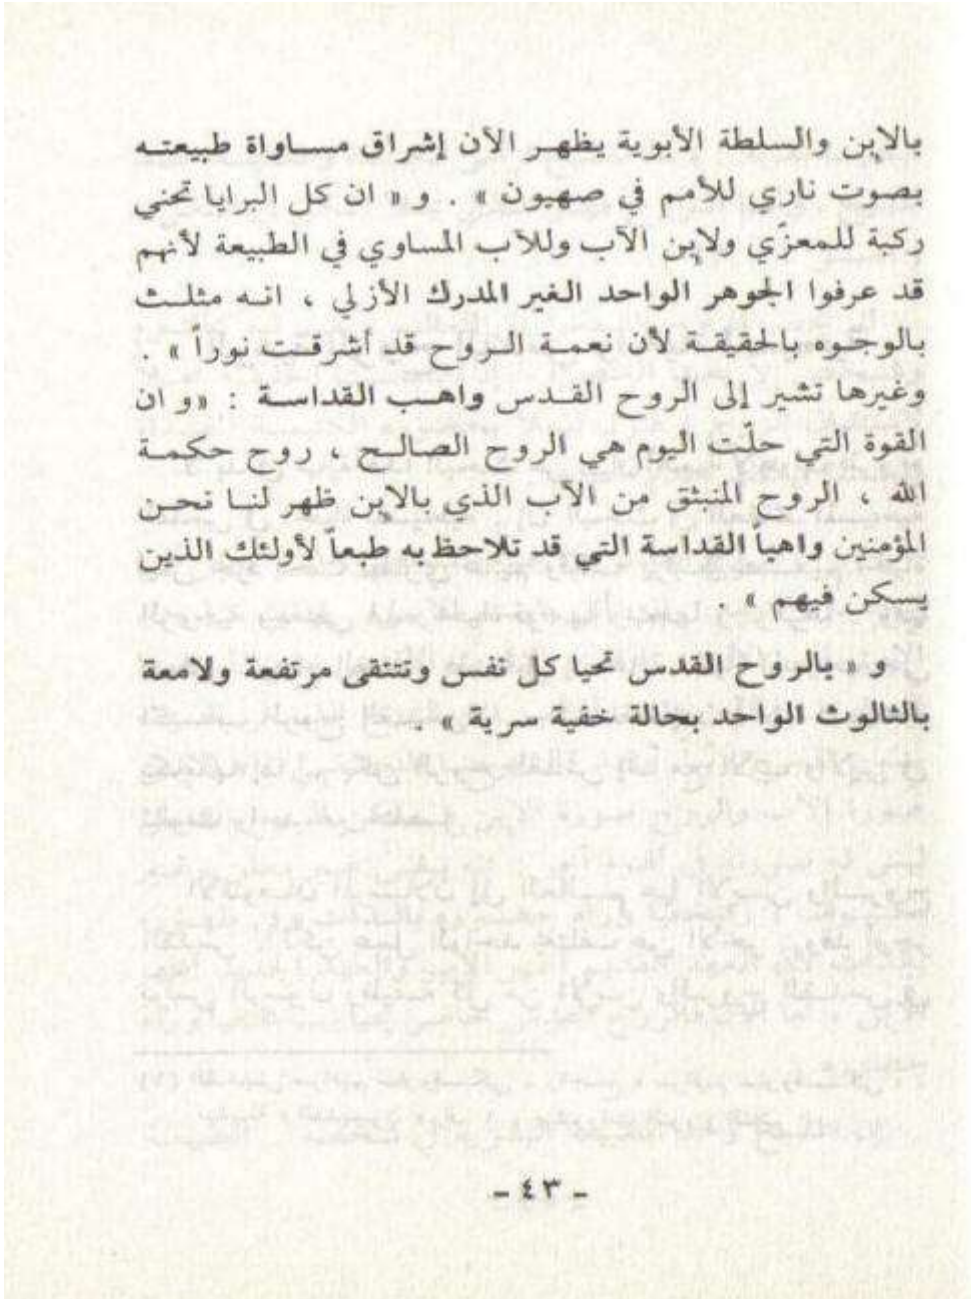 بالابن والسلطة الأبوية يظهر الآن إشراق مساواة طبيعته
بصوت ناري للأمم في صهيون » . و « ان كل البرايا تحني
ركبة للمعزّي ولابن الآب وللآب المساوي في الطبيعة لأنهم
قد عرفوا الجوهر الواحد الغير المدرك الأزلي ، انه مثلث
بالوجوه بالحقيقة لأن نعمة الروح قد أشرقت نوراً » .
وغيرها تشير إلى الروح القدس واهب القداسة : «و ان
القوة التي حلّت اليوم هي الروح الصالح ، روح حكمة
الله ، الروح المنبثق من الآب الذي بالابن ظهر لنا نحن
المؤمنين واهباً القداسة التي قد تلاحظ به طبعاً لأولئك الذين
يسكن فيهم » .
و « بالروح القدس تحيا كل نفس وتتنقى مرتفعة ولامعة
بالثالوث الواحد بحالة خفية سرية » .
- ٤٣ -